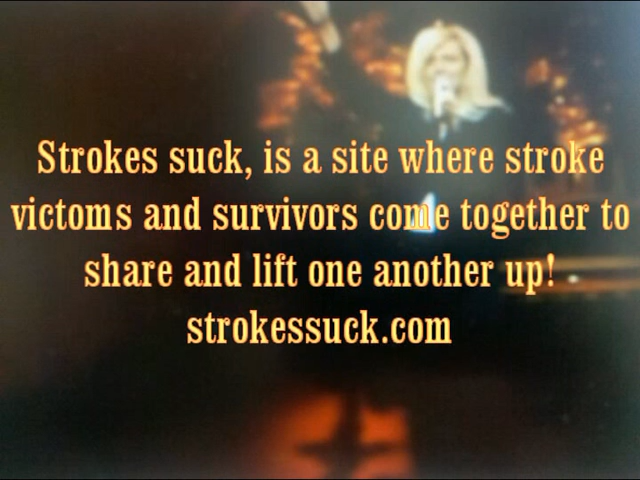 Strokes suck, is a site where stroke
victoms and survivors come together to
share and lift one another up!
strokessuck.com